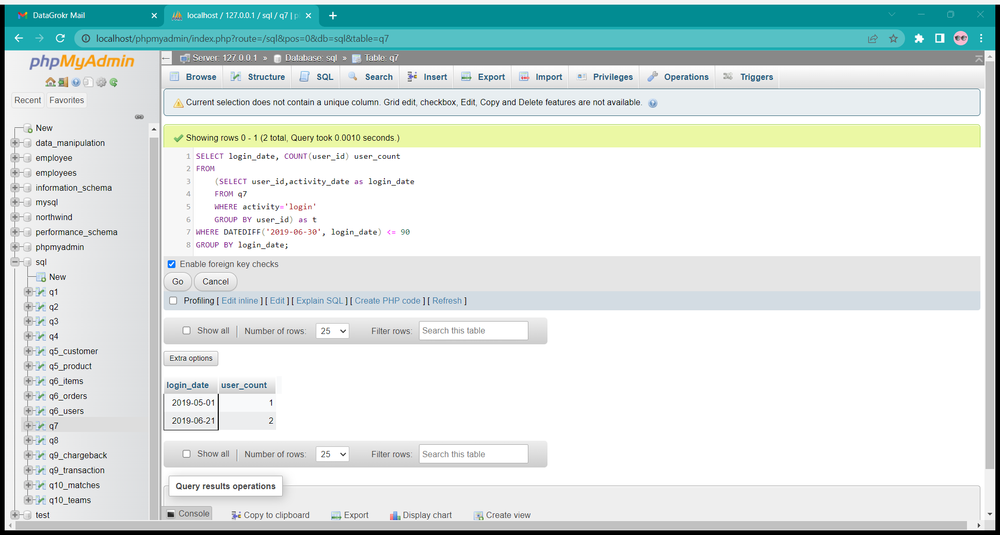 DataGrokr Mail
localhost / 127.0.0.1 / sql / q7 | p
localhost/phpmyadmin/index.php?route=/sql&pos=0&db=sql&table=q7
phpMyAdmin
Recent
Favorites
New
data_manipulation
employee
employees
information_schema
mysql
northwind
performance_schema
phpmyadmin
sql
New
q1
q2
q3
q4
q5_customer
q5_product
q6_items
q6_orders
q6_users
q7
q8
q9_chargeback
q9_transaction
q10_matches
q10_teams
test
Server: 127.0.0.1 » Database: sql » Table: q7
Browse Structure SQL Search Insert Export Import Privileges Operations Triggers
Current selection does not contain a unique column. Grid edit, checkbox, Edit, Copy and Delete features are not available.
Showing rows 0 - 1 (2 total, Query took 0.0010 seconds.)
1 SELECT login_date, COUNT(user_id) user_count
2 FROM
3 (SELECT user_id,activity_date as login_date
4 FROM q7
5 WHERE activity='login'
6 GROUP BY user_id) as t
7 WHERE DATEDIFF('2019-06-30', login_date) <= 90
8 GROUP BY login_date;
Enable foreign key checks
Go Cancel
Profiling [ Edit inline ] [ Edit ] [ Explain SQL ] [ Create PHP code ] [ Refresh ]
Show all | Number of rows: 25 Filter rows: Search this table
Extra options
login_date user_count
2019-05-01 1
2019-06-21 2
Show all | Number of rows: 25 Filter rows: Search this table
Query results operations
Console Copy to clipboard Export Display chart Create view